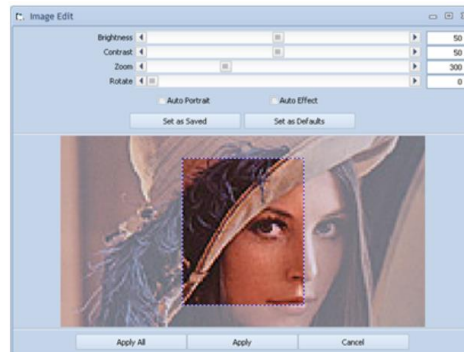 Image Edit
Brightness 50
Contrast 50
Zoom 300
Rotate 0
Auto Portrait Auto Effect
Set as Saved Set as Defaults
Apply All Apply Cancel